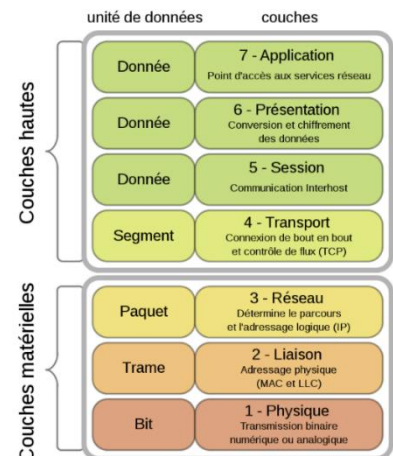 unité de données couches
Couches hautes
Donnée
7 - Application
Point d'accès aux services réseau
Donnée
6 - Présentation
Conversion et chiffrement
des données
Donnée
5 - Session
Communication Interhost
Segment
4 - Transport
Connexion de bout en bout
et contrôle de flux (TCP)
Couches matérielles
Paquet
3 - Réseau
Détermine le parcours
et l'adressage logique (IP)
Trame
2 - Liaison
Adressage physique
(MAC et LLC)
Bit
1 - Physique
Transmission binaire
numérique ou analogique